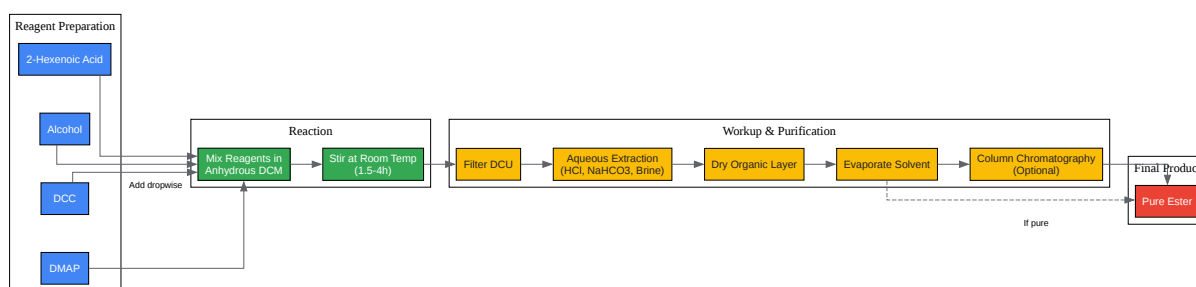 Reagent Preparation
2-Hexenoic Acid
Alcohol
DCC
DMAP
Add dropwise
Reaction
Mix Reagents in
Anhydrous DCM
Stir at Room Temp
(1.5-4h)
Workup & Purification
Filter DCU
Aqueous Extraction
(HCl, NaHCO3, Brine)
Dry Organic Layer
Evaporate Solvent
Column Chromatography
(Optional)
If pure
Final Product
Pure Ester